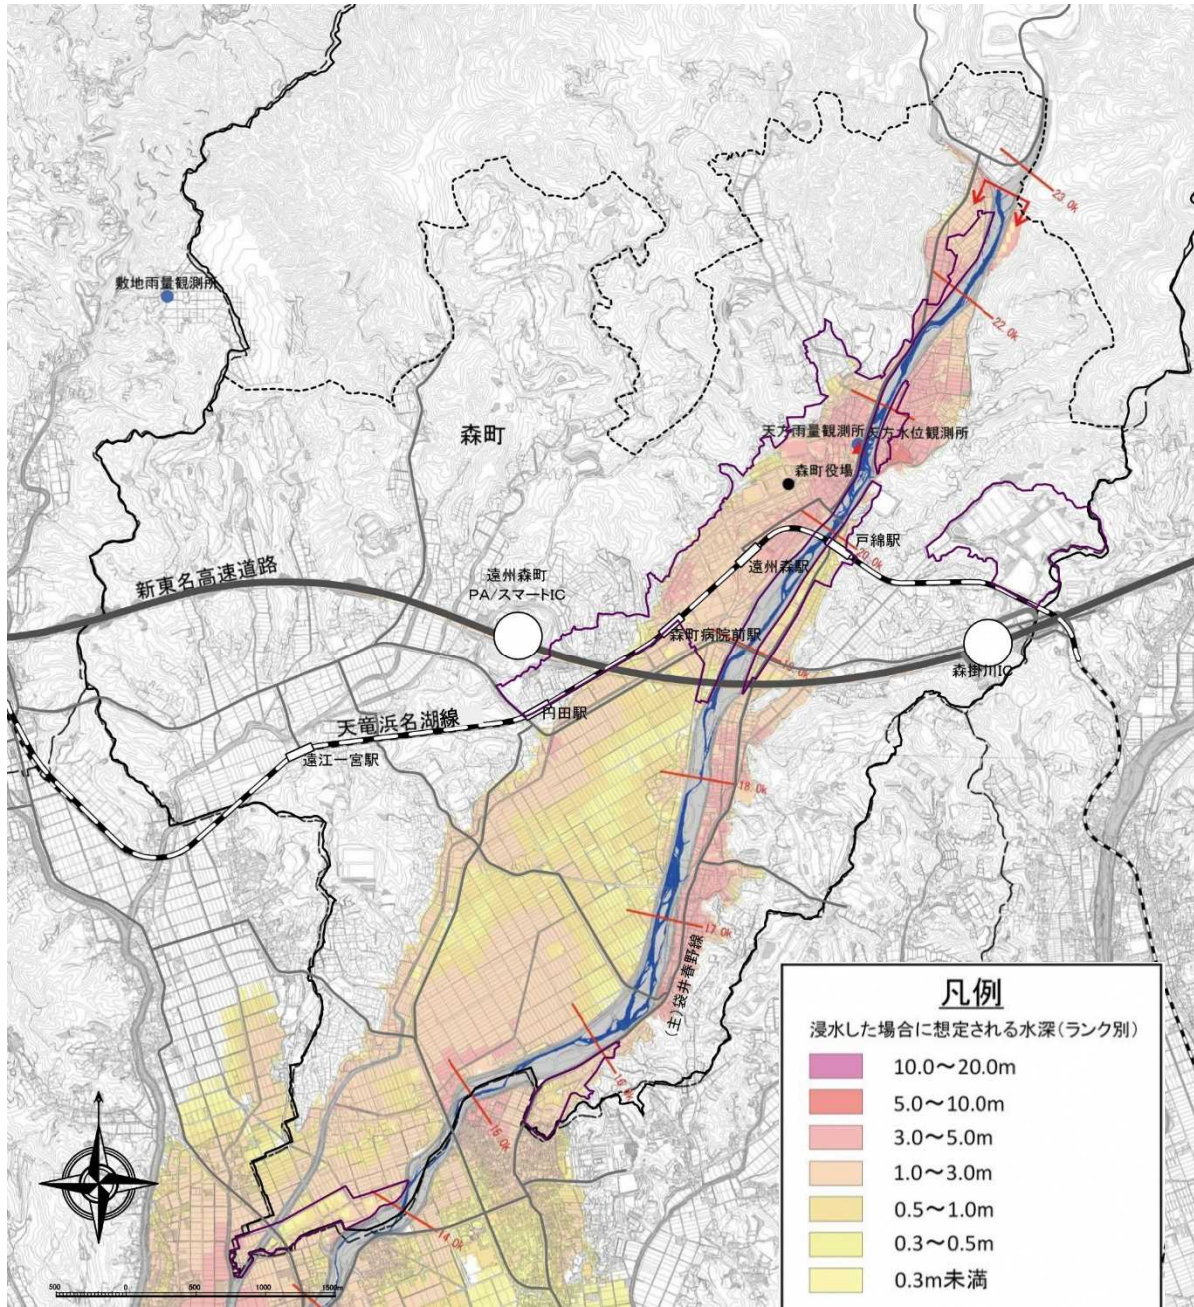 23.0k
敷地雨量観測所
22.0k
森町
天方雨量観測所
天方水位観測所
森町役場
戸綿駅
20.0k
遠州森駅
新東名高速道路
遠州森町
PA/スマートIC
森町病院前駅
19.0k
森掛川IC
円田駅
天竜浜名湖線
遠江一宮駅
18.0k
17.0k
(主)袋井春野線
16.0k
15.0k
14.0k
凡例
浸水した場合に想定される水深(ランク別)
10.0～20.0m
5.0～10.0m
3.0～5.0m
1.0～3.0m
0.5～1.0m
0.3～0.5m
0.3m未満
500 0 500 1000 1500m